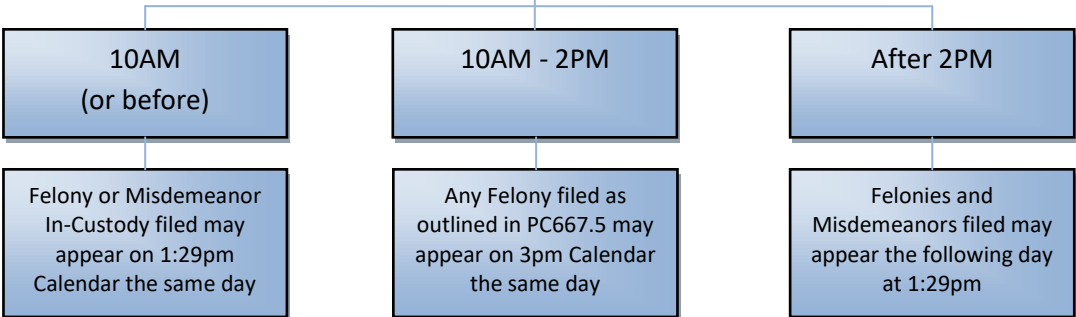 10AM
(or before)
10AM - 2PM
After 2PM
Felony or Misdemeanor
In-Custody filed may
appear on 1:29pm
Calendar the same day
Any Felony filed as
outlined in PC667.5 may
appear on 3pm Calendar
the same day
Felonies and
Misdemeanors filed may
appear the following day
at 1:29pm